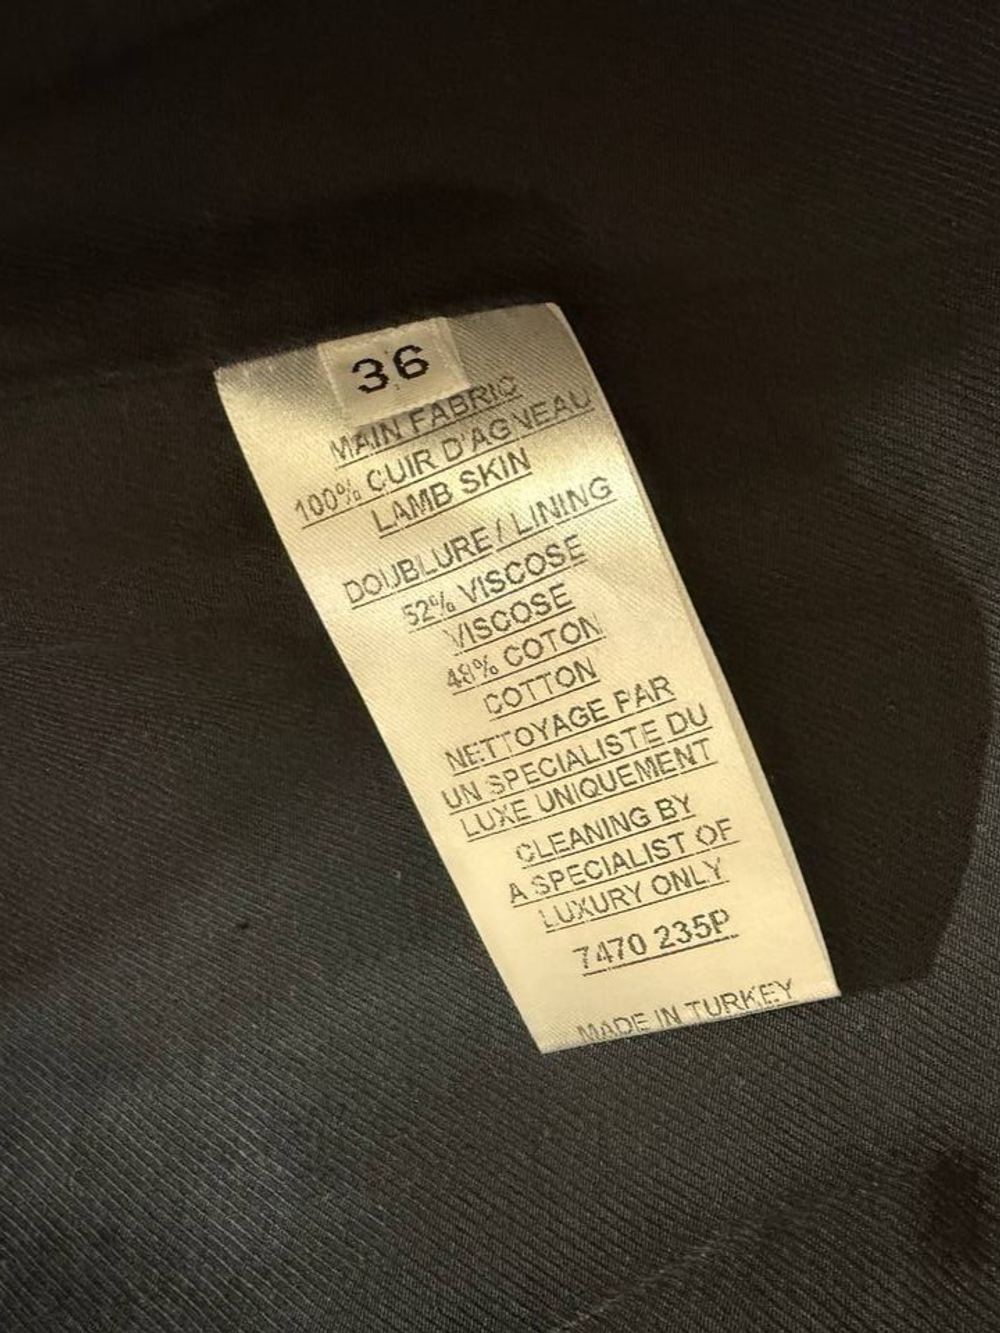 36
MAIN FABRIC
100% CUIR D'AGNEAU
LAMB SKIN
DOUBLURE / LINING
52% VISCOSE
VISCOSE
48% COTON
COTTON
NETTOYAGE PAR
UN SPECIALISTE DU
LUXE UNIQUEMENT
CLEANING BY
A SPECIALIST OF
LUXURY ONLY
7470 235P
MADE IN TURKEY